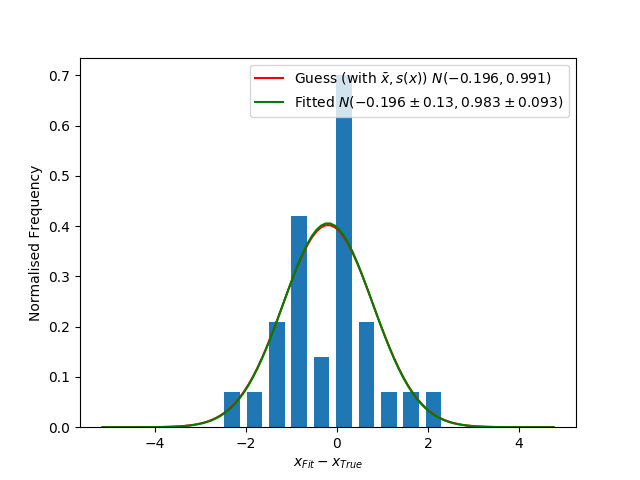 Guess (with x̄, s(x)) N(−0.196, 0.991)
Fitted N(−0.196 ± 0.13, 0.983 ± 0.093)
0.7
0.6
0.5
0.4
0.3
0.2
0.1
0.0
Normalised Frequency
−4 −2 0 2 4
x_Fit − x_True